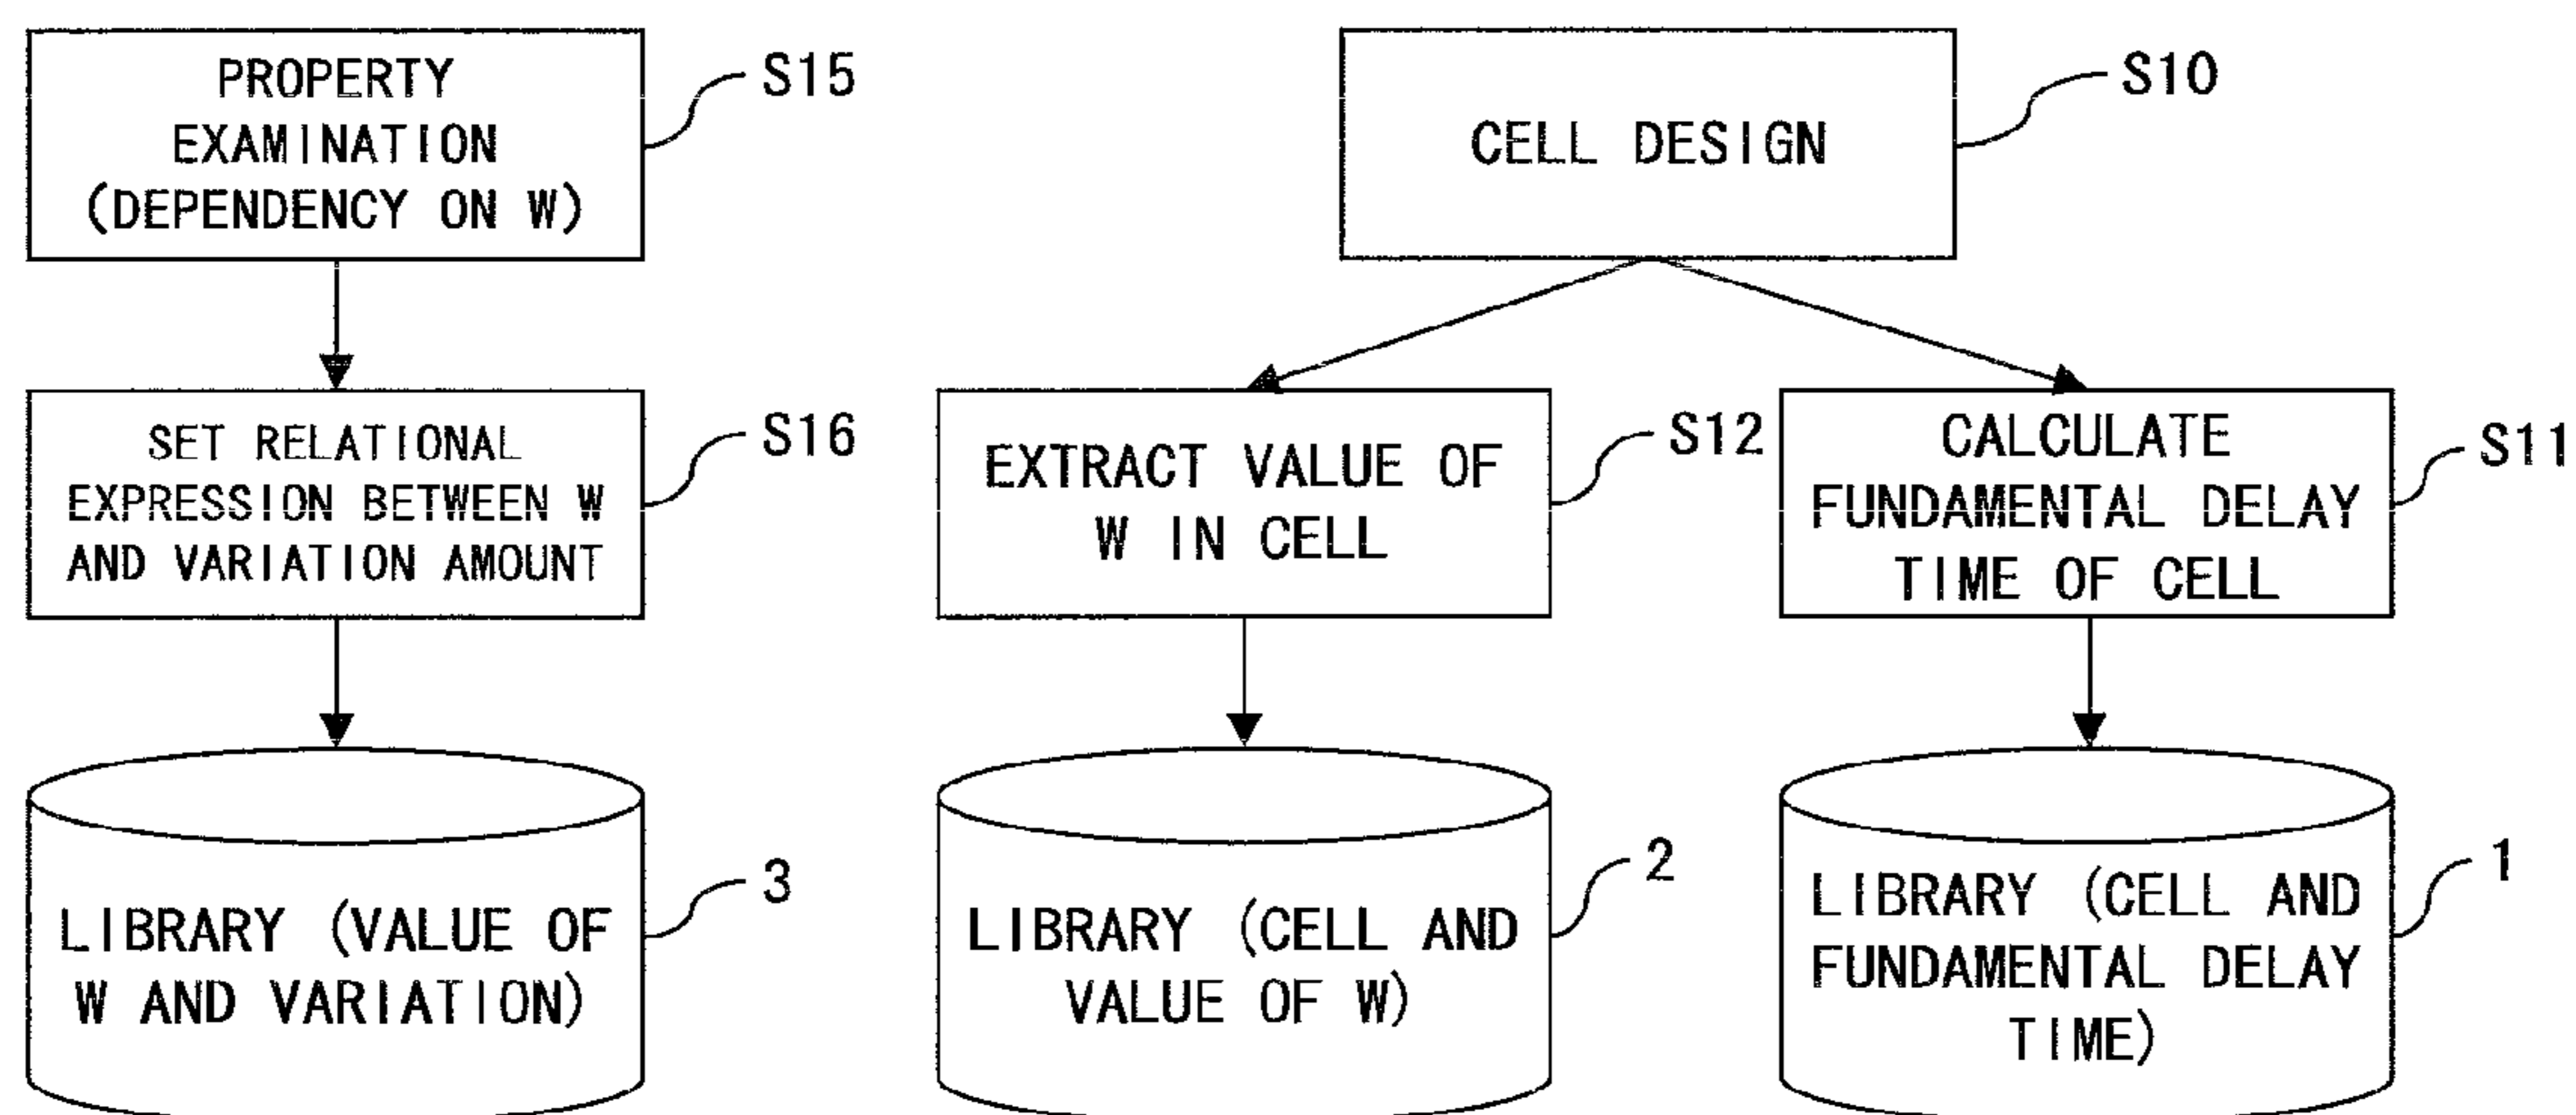 PROPERTY
EXAMINATION
(DEPENDENCY ON W)
S15
CELL DESIGN
S10
SET RELATIONAL
EXPRESSION BETWEEN W
AND VARIATION AMOUNT
S16
EXTRACT VALUE OF
W IN CELL
S12
CALCULATE
FUNDAMENTAL DELAY
TIME OF CELL
S11
LIBRARY (VALUE OF
W AND VARIATION)
3
LIBRARY (CELL AND
VALUE OF W)
2
LIBRARY (CELL AND
FUNDAMENTAL DELAY
TIME)
1